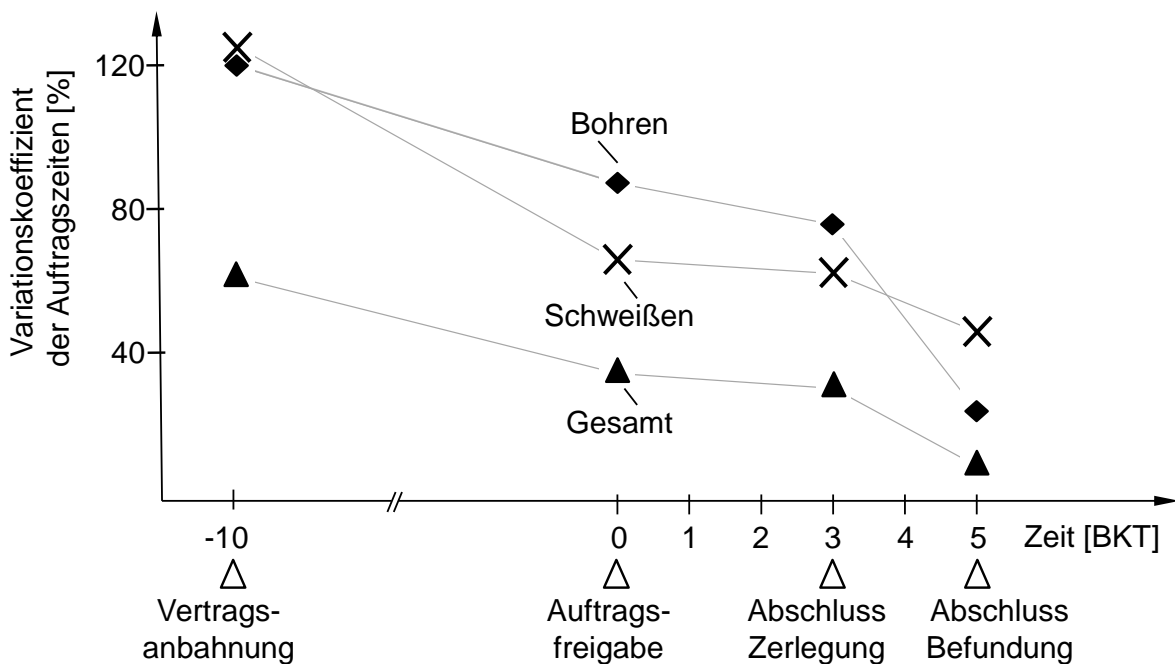 Variationskoeffizient
der Auftragszeiten [%]
120
80
40
Bohren
Schweißen
Gesamt
-10
0
1
2
3
4
5
Zeit [BKT]
Vertrags-
anbahnung
Auftrags-
freigabe
Abschluss
Zerlegung
Abschluss
Befundung